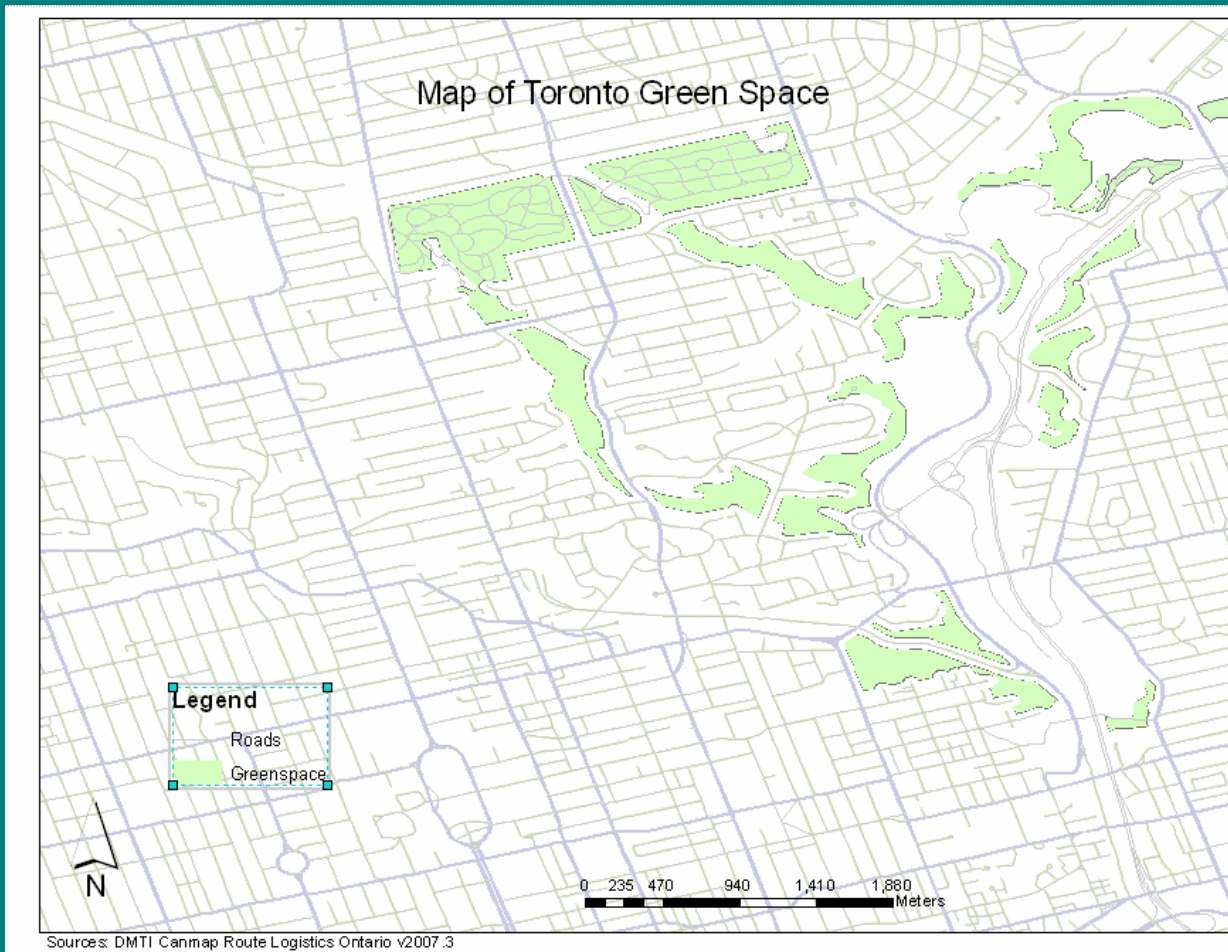 Map of Toronto Green Space
Legend
Roads
Greenspace
N
0 235 470 940 1,410 1,880
Meters
Sources: DMTI Canmap Route Logistics Ontario v2007.3